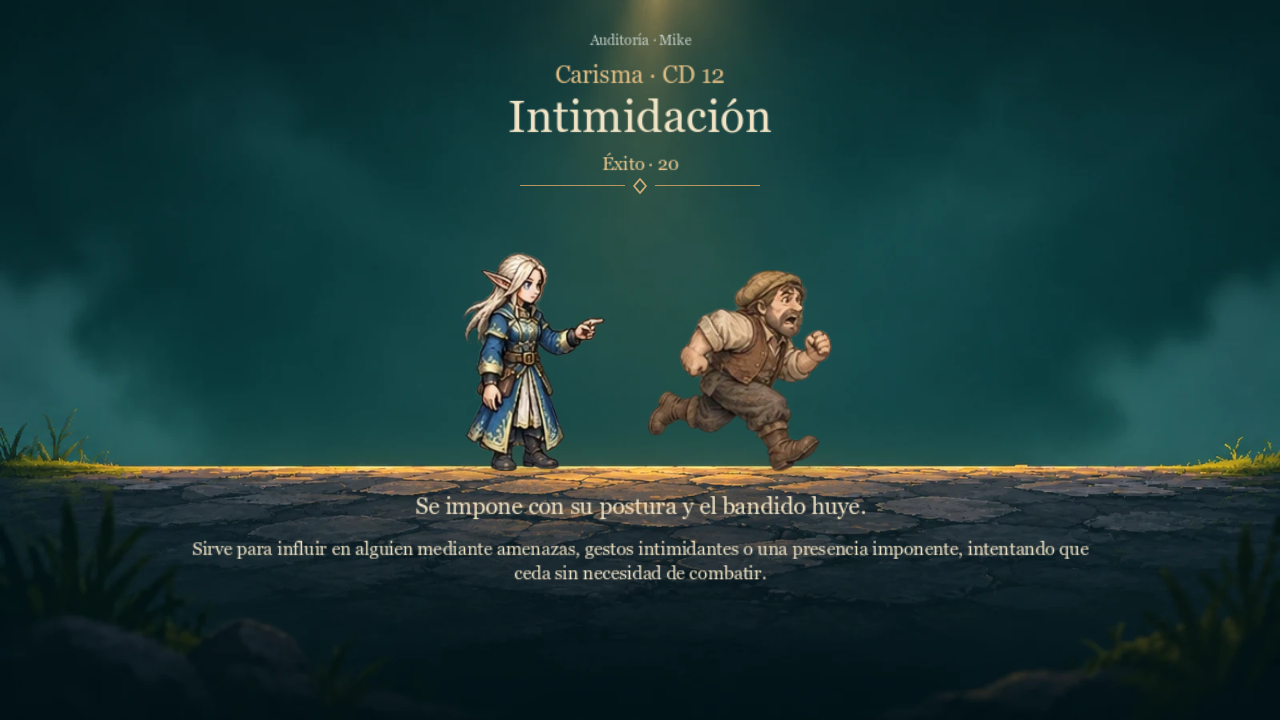 Auditoría · Mike
Carisma · CD 12
Intimidación
Éxito · 20
Se impone con su postura y el bandido huye.
Sirve para influir en alguien mediante amenazas, gestos intimidantes o una presencia imponente, intentando que
ceda sin necesidad de combatir.